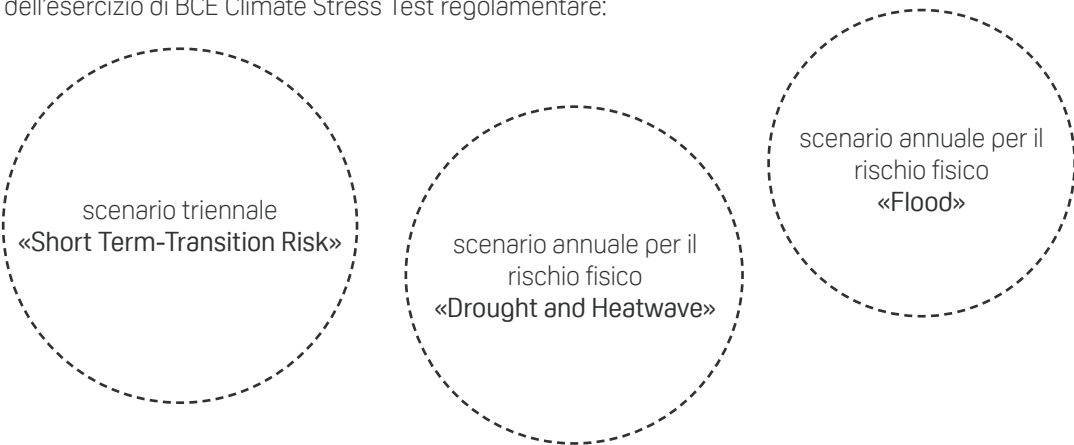 dell'esercizio di BCE Climate Stress Test regolamentare:
scenario triennale
«Short Term-Transition Risk»
scenario annuale per il
rischio fisico
«Drought and Heatwave»
scenario annuale per il
rischio fisico
«Flood»